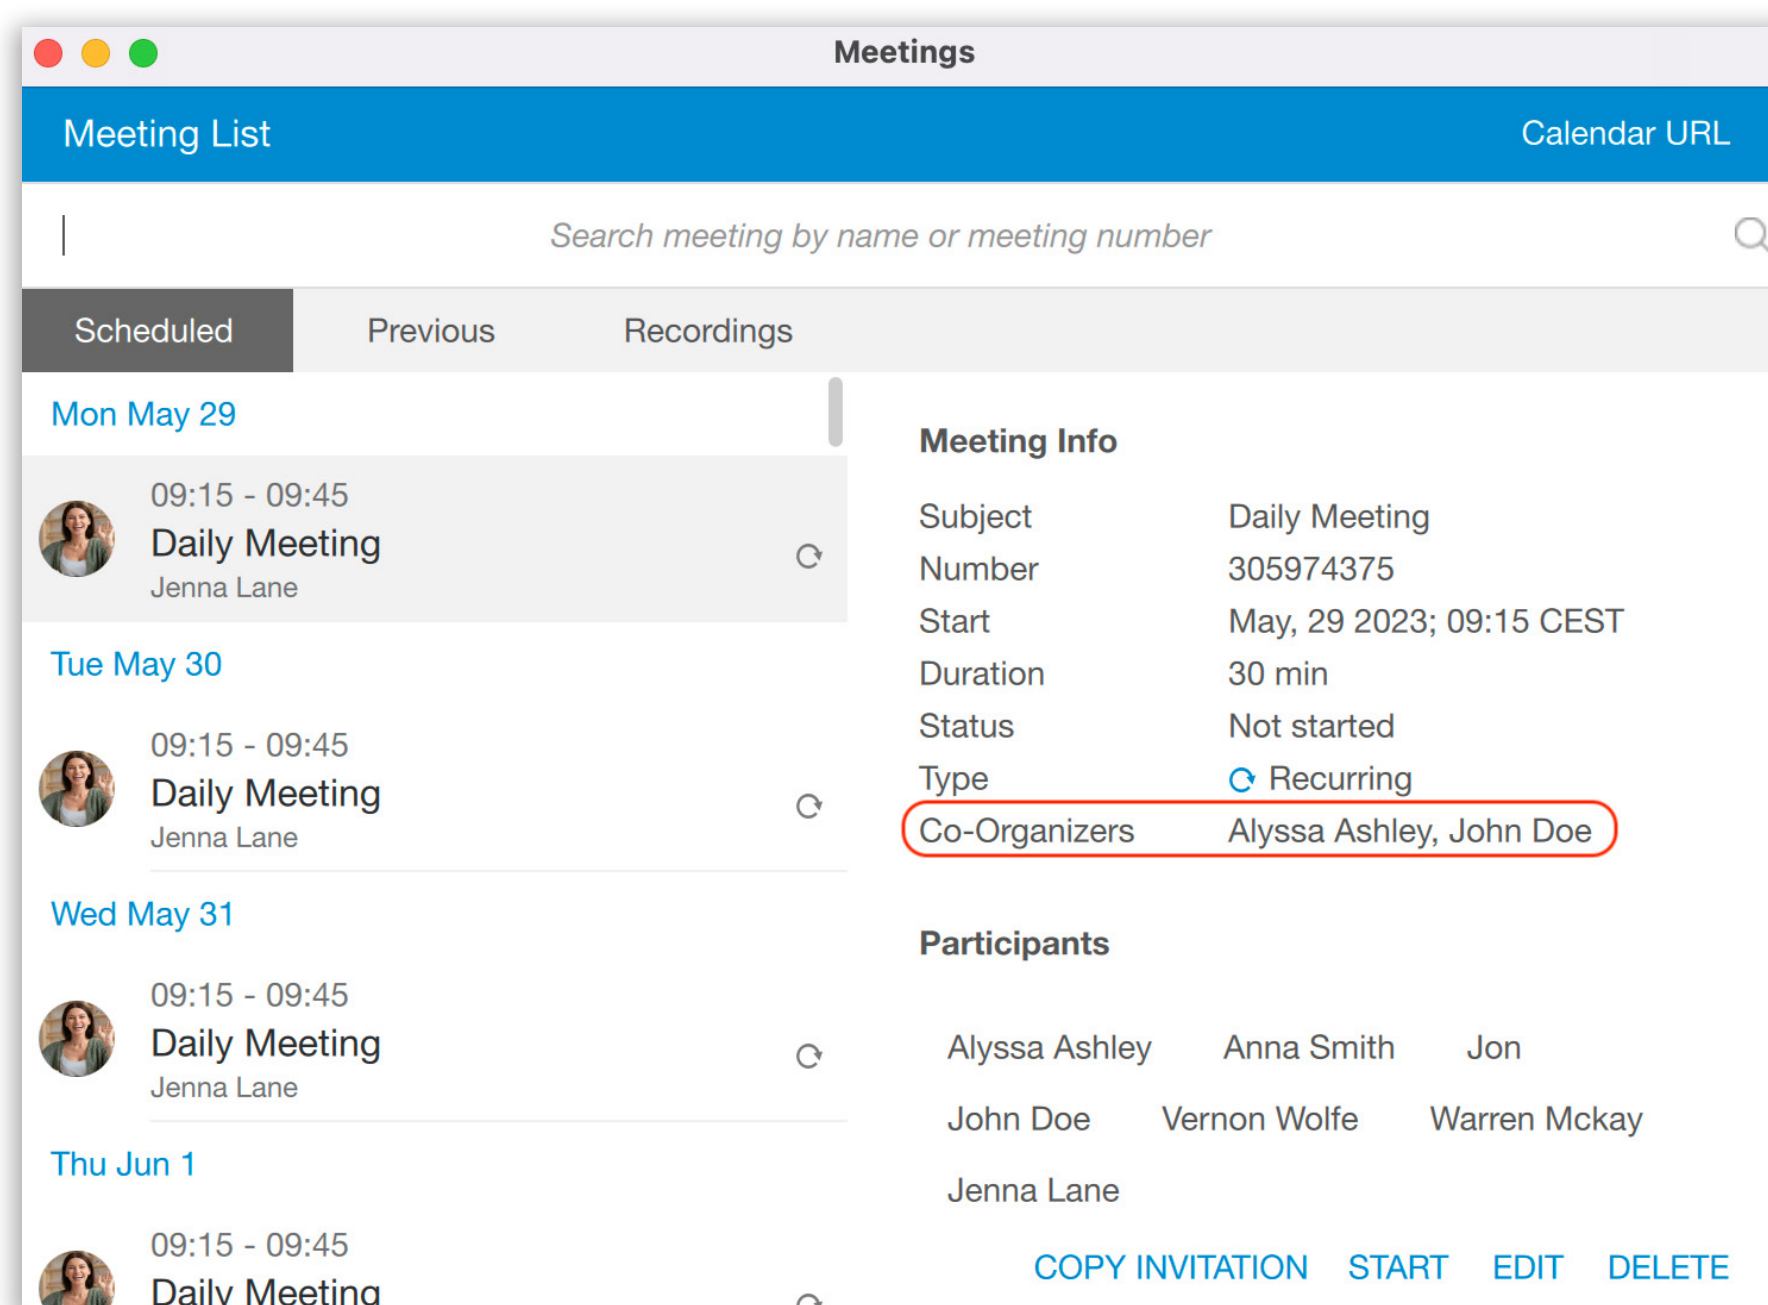 Meetings
Meeting List
Calendar URL
Search meeting by name or meeting number
Scheduled
Previous
Recordings
Mon May 29
09:15 - 09:45
Daily Meeting
Jenna Lane
Tue May 30
09:15 - 09:45
Daily Meeting
Jenna Lane
Wed May 31
09:15 - 09:45
Daily Meeting
Jenna Lane
Thu Jun 1
09:15 - 09:45
Daily Meeting
Meeting Info
Subject Daily Meeting
Number 305974375
Start May, 29 2023; 09:15 CEST
Duration 30 min
Status Not started
Type Recurring
Co-Organizers Alyssa Ashley, John Doe
Participants
Alyssa Ashley Anna Smith Jon
John Doe Vernon Wolfe Warren Mckay
Jenna Lane
COPY INVITATION START EDIT DELETE